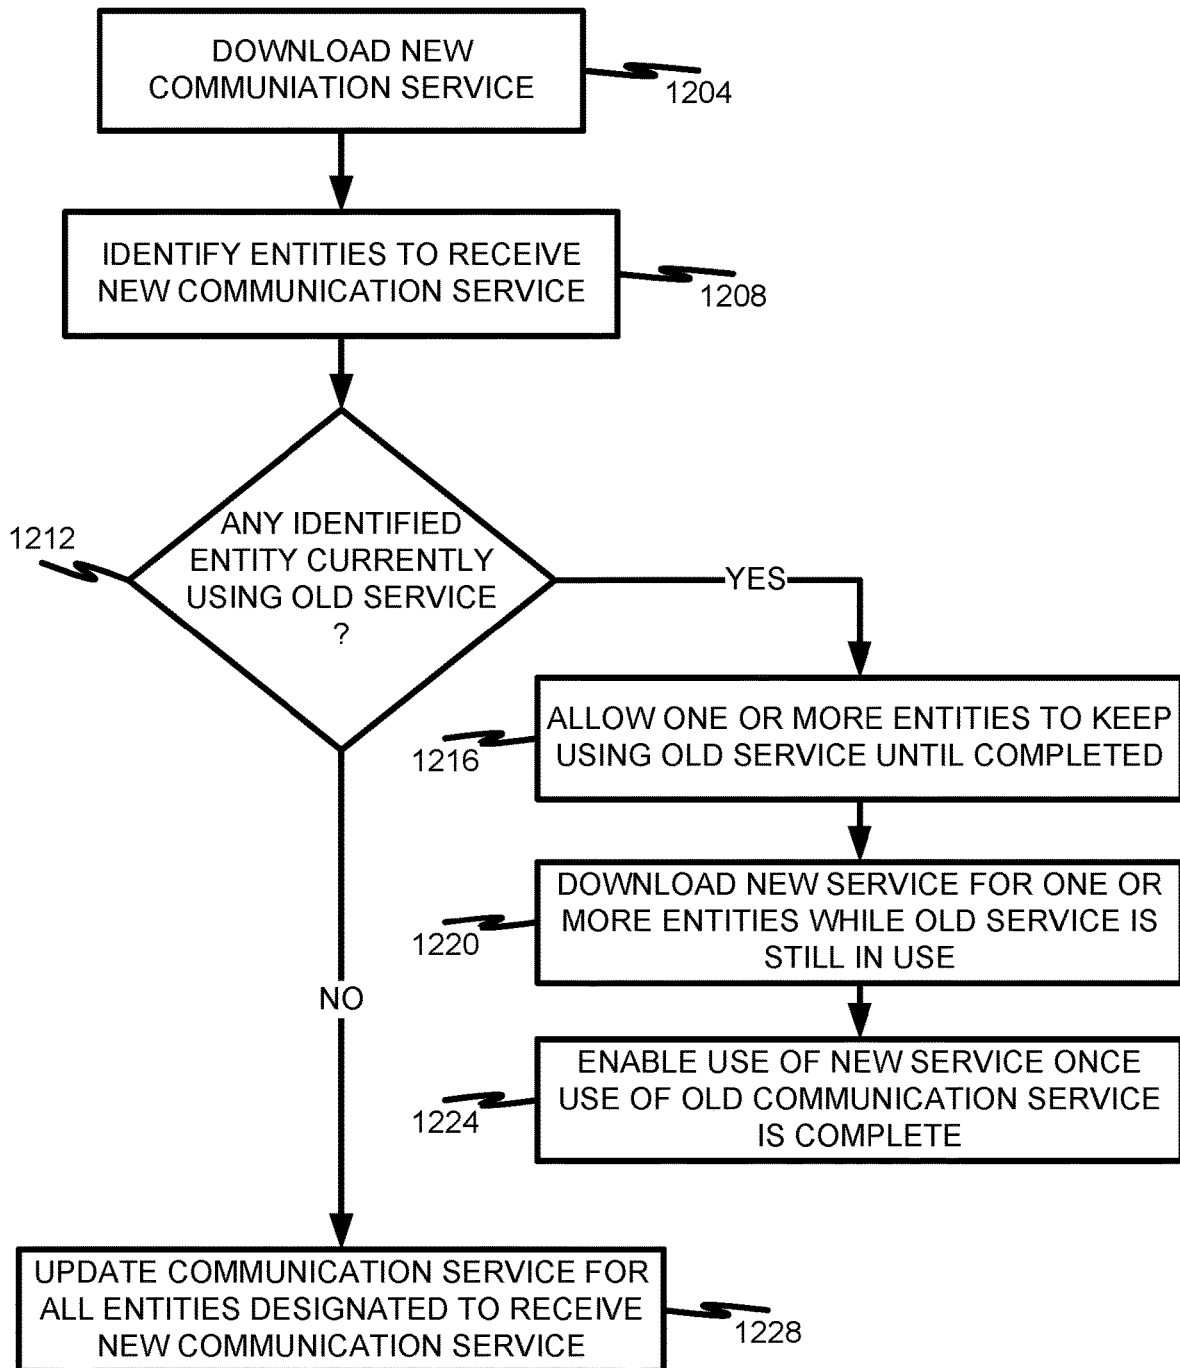 DOWNLOAD NEW
COMMUNIATION SERVICE
1204
IDENTIFY ENTITIES TO RECEIVE
NEW COMMUNICATION SERVICE
1208
ANY IDENTIFIED
ENTITY CURRENTLY
USING OLD SERVICE
?
1212
YES
ALLOW ONE OR MORE ENTITIES TO KEEP
USING OLD SERVICE UNTIL COMPLETED
1216
DOWNLOAD NEW SERVICE FOR ONE OR
MORE ENTITIES WHILE OLD SERVICE IS
STILL IN USE
1220
ENABLE USE OF NEW SERVICE ONCE
USE OF OLD COMMUNICATION SERVICE
IS COMPLETE
1224
NO
UPDATE COMMUNICATION SERVICE FOR
ALL ENTITIES DESIGNATED TO RECEIVE
NEW COMMUNICATION SERVICE
1228